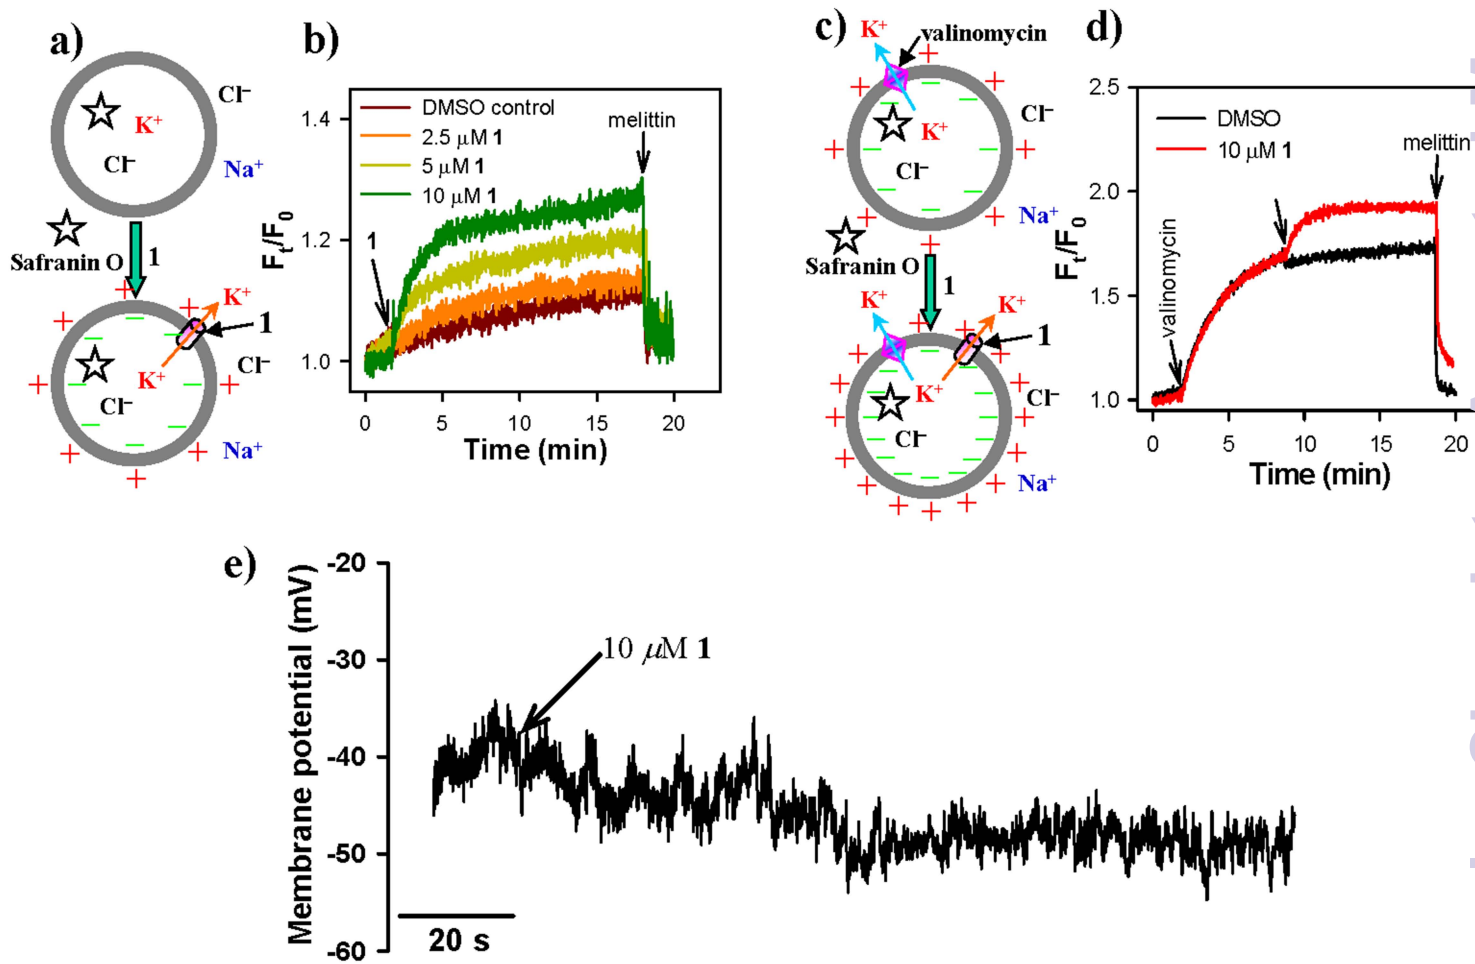 a)
Cl⁻
K⁺
Cl⁻
Na⁺
Safranin O
1
K⁺
1
K⁺
Cl⁻
Cl⁻
Na⁺
b)
DMSO control
2.5 μM 1
5 μM 1
10 μM 1
melittin
1
Fₜ/F₀
1.4
1.2
1.0
0 5 10 15 20
Time (min)
c)
K⁺
valinomycin
Cl⁻
K⁺
Cl⁻
Na⁺
Safranin O
1
K⁺
K⁺
1
K⁺
Cl⁻
Cl⁻
Na⁺
d)
DMSO
10 μM 1
melittin
valinomycin
Fₜ/F₀
2.5
2.0
1.5
1.0
0 5 10 15 20
Time (min)
e)
Membrane potential (mV)
-20
-30
-40
-50
-60
10 μM 1
20 s